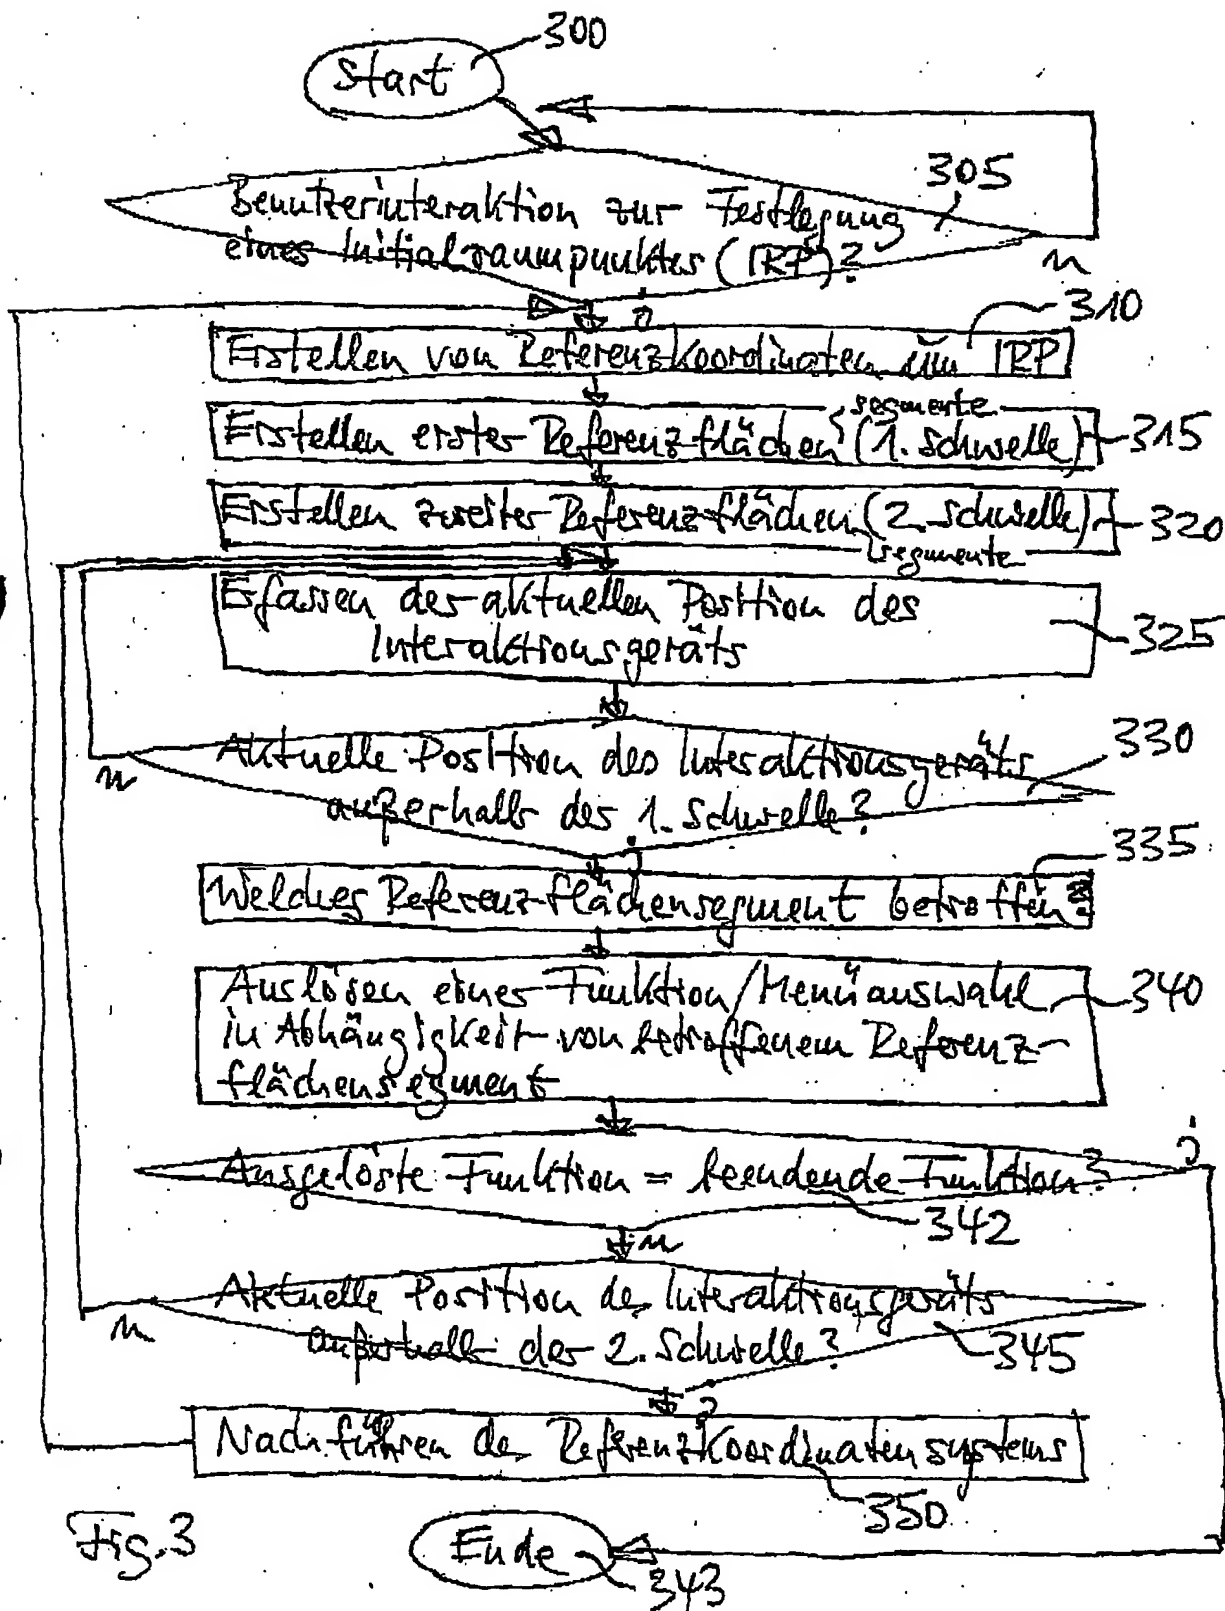 300
Start
305
Benutzerinteraktion zur Festlegung
eines Initialraumpunktes (IRP)?
n
j
310
Erstellen von Referenzkoordinaten um IRP
segmente
Erstellen erster Referenzflächen (1. Schwelle)
315
Erstellen zweiter Referenzflächen (2. Schwelle)
320
segmente
Erfassen der aktuellen Position des
Interaktionsgeräts
325
Aktuelle Position des Interaktionsgeräts
außerhalb der 1. Schwelle?
330
n
j
335
Welches Referenzflächensegment betroffen?
Auslösen einer Funktion/Menüauswahl
in Abhängigkeit von betroffenem Referenz-
flächensegment
340
j
Ausgelöste Funktion = beendende Funktion?
342
n
Aktuelle Position des Interaktionsgeräts
außerhalb der 2. Schwelle?
345
n
j
Nachführen des Referenzkoordinatensystems
350
Fig. 3
Ende
343